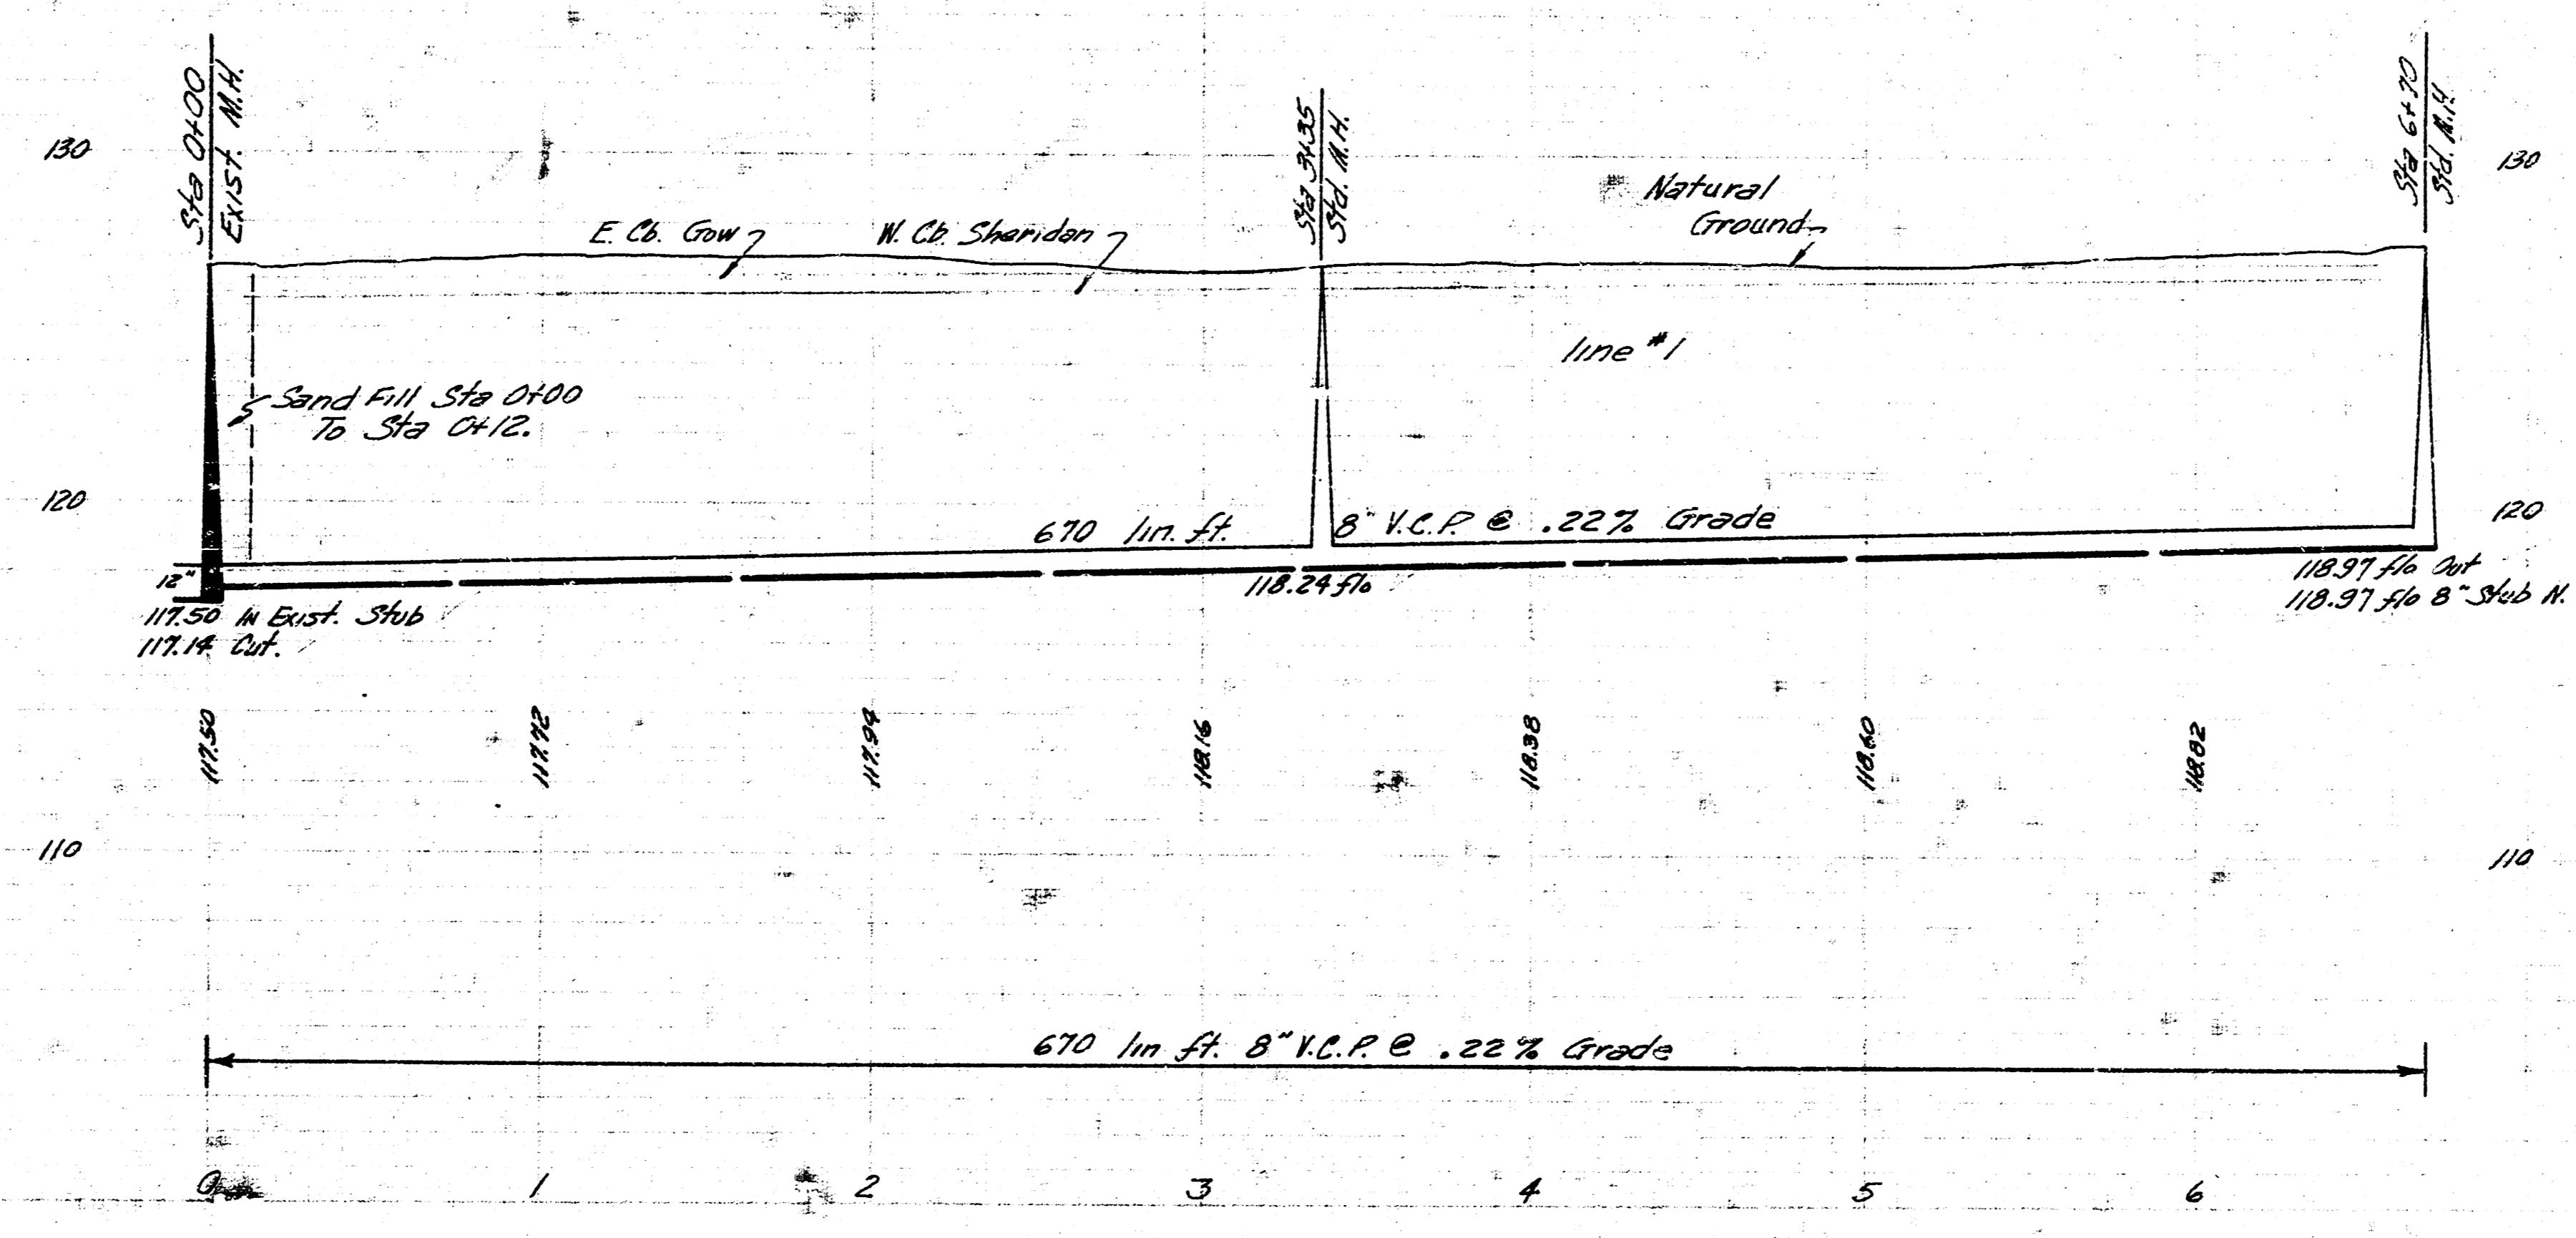 Sta 0+00
Exist. M.H.
Sta 3+35
Std. M.H.
Sta 6+70
Std. M.H.
130
130
E. Cb. Gow
W. Cb. Sheridan
Natural
Ground
line #1
Sand Fill Sta 0+00
To Sta 0+12.
120
120
670 lin. ft.
8" V.C.P. @ .22% Grade
12"
118.24 flo
118.97 flo Out
118.97 flo 8" Stub N.
117.50 In Exist. Stub
117.14 Out.
117.50
117.72
117.94
118.16
118.38
118.60
118.82
110
110
670 lin ft. 8" V.C.P. @ .22% Grade
0
1
2
3
4
5
6